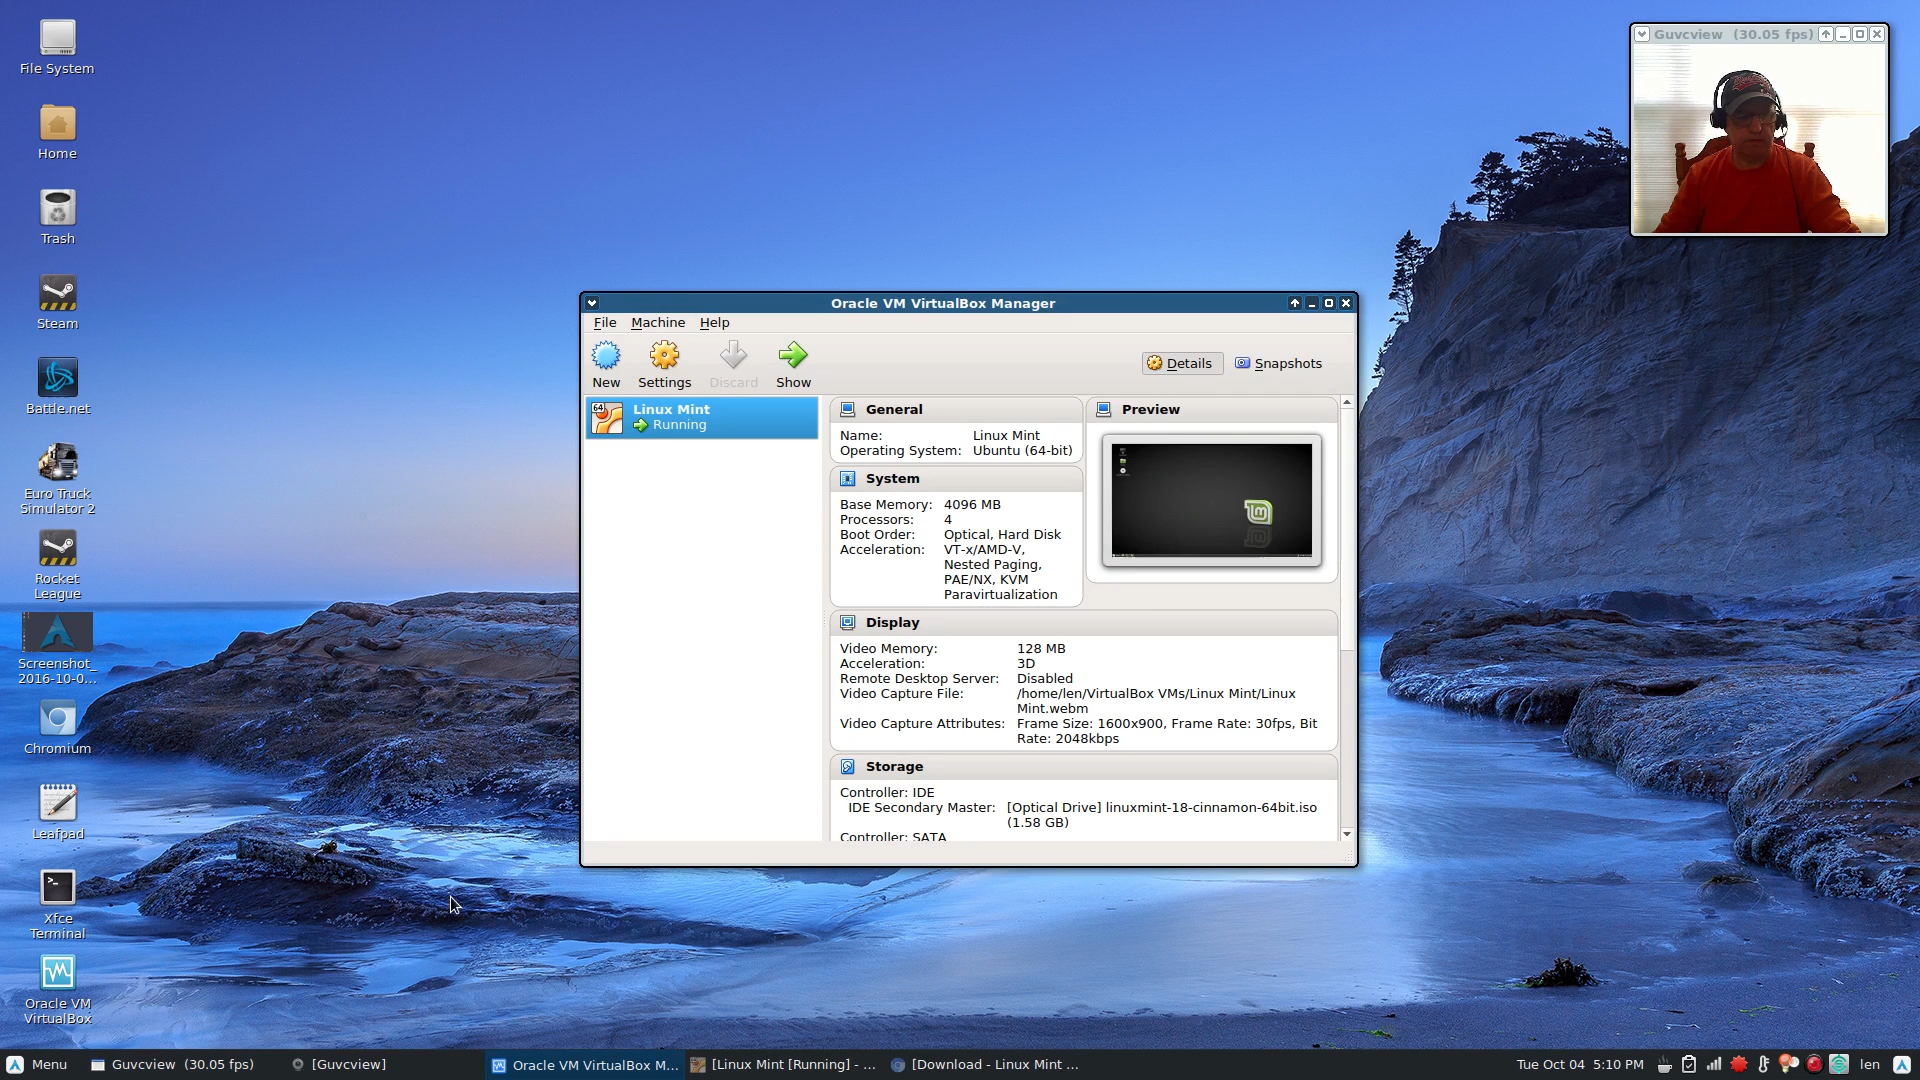 File System
Home
Trash
Steam
Battle.net
Euro Truck
Simulator 2
Rocket
League
Screenshot_
2016-10-0...
Chromium
Leafpad
Xfce
Terminal
Oracle VM
VirtualBox
Guvcview (30.05 fps)
Oracle VM VirtualBox Manager
File Machine Help
New Settings Discard Show
Details Snapshots
64
Linux Mint
Running
General
Name: Linux Mint
Operating System: Ubuntu (64-bit)
System
Base Memory: 4096 MB
Processors: 4
Boot Order: Optical, Hard Disk
Acceleration: VT-x/AMD-V,
Nested Paging,
PAE/NX, KVM
Paravirtualization
Preview
Display
Video Memory: 128 MB
Acceleration: 3D
Remote Desktop Server: Disabled
Video Capture File: /home/len/VirtualBox VMs/Linux Mint/Linux
Mint.webm
Video Capture Attributes: Frame Size: 1600x900, Frame Rate: 30fps, Bit
Rate: 2048kbps
Storage
Controller: IDE
IDE Secondary Master: [Optical Drive] linuxmint-18-cinnamon-64bit.iso
(1.58 GB)
Controller: SATA
Menu Guvcview (30.05 fps) [Guvcview] Oracle VM VirtualBox M... [Linux Mint [Running] - ... [Download - Linux Mint ... Tue Oct 04 5:10 PM len